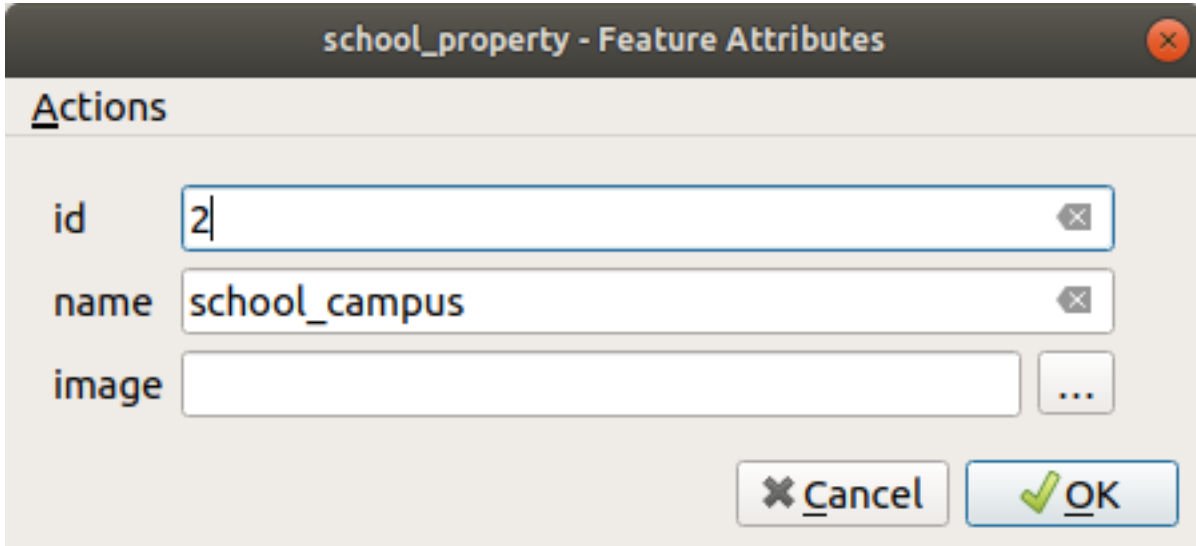 school_property - Feature Attributes
Actions
id 2
name school_campus
image ...
Cancel OK